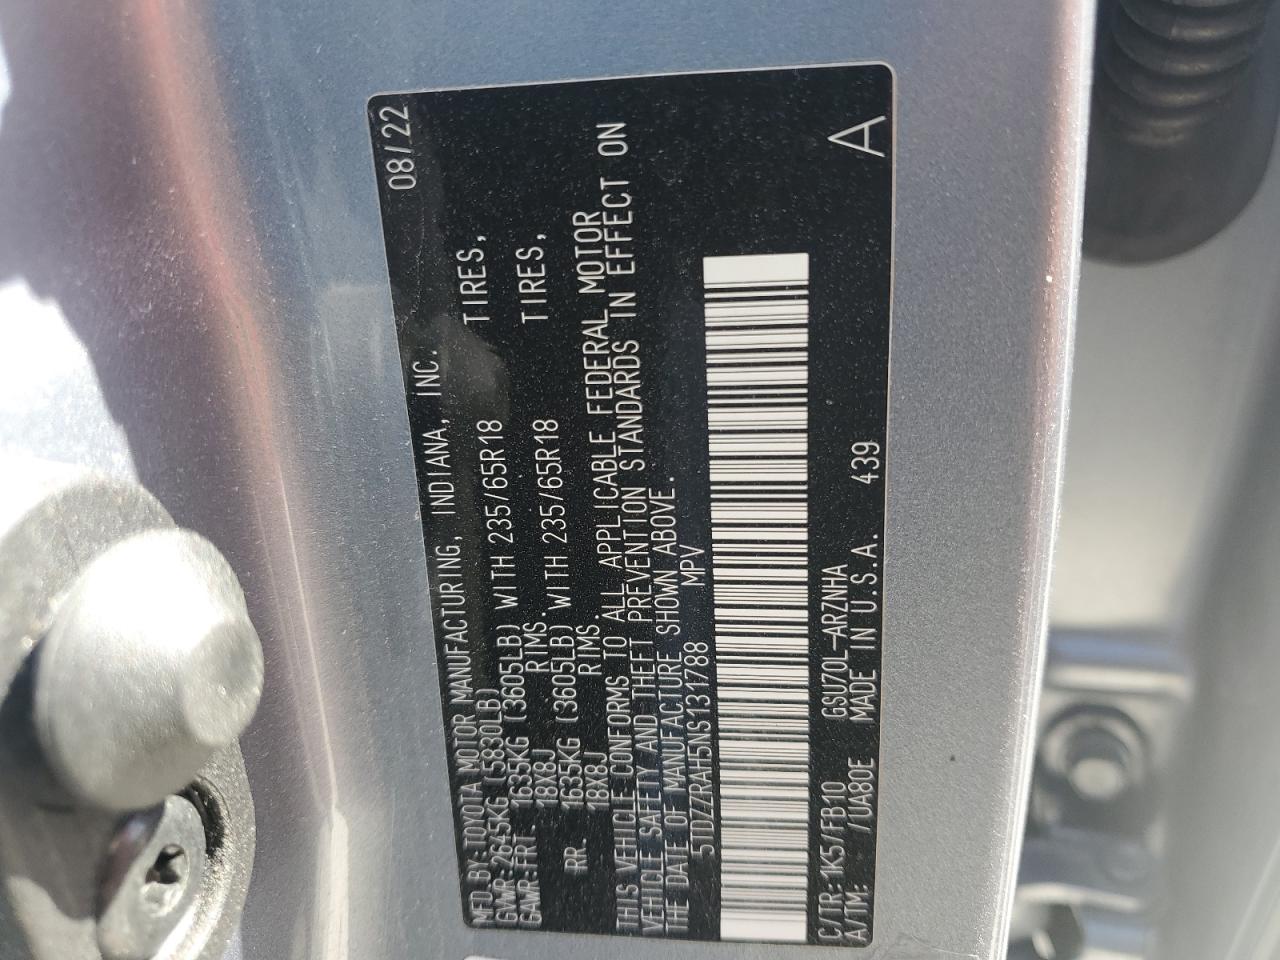 MFD.BY:TOYOTA MOTOR MANUFACTURING, INDIANA, INC. 08/22
GVWR:2645KG (5830LB)
GAWR:FRT. 1635KG (3605LB) WITH 235/65R18 TIRES,
18X8J RIMS.
RR. 1635KG (3605LB) WITH 235/65R18 TIRES,
18X8J RIMS.
THIS VEHICLE CONFORMS TO ALL APPLICABLE FEDERAL MOTOR
VEHICLE SAFETY AND THEFT PREVENTION STANDARDS IN EFFECT ON
THE DATE OF MANUFACTURE SHOWN ABOVE.
5TDZZRAH5NS131788 MPV
C/TR:1K5/FB10 GSU70L-ARZNHA
A/TM: /UA80E MADE IN U.S.A. 439 A